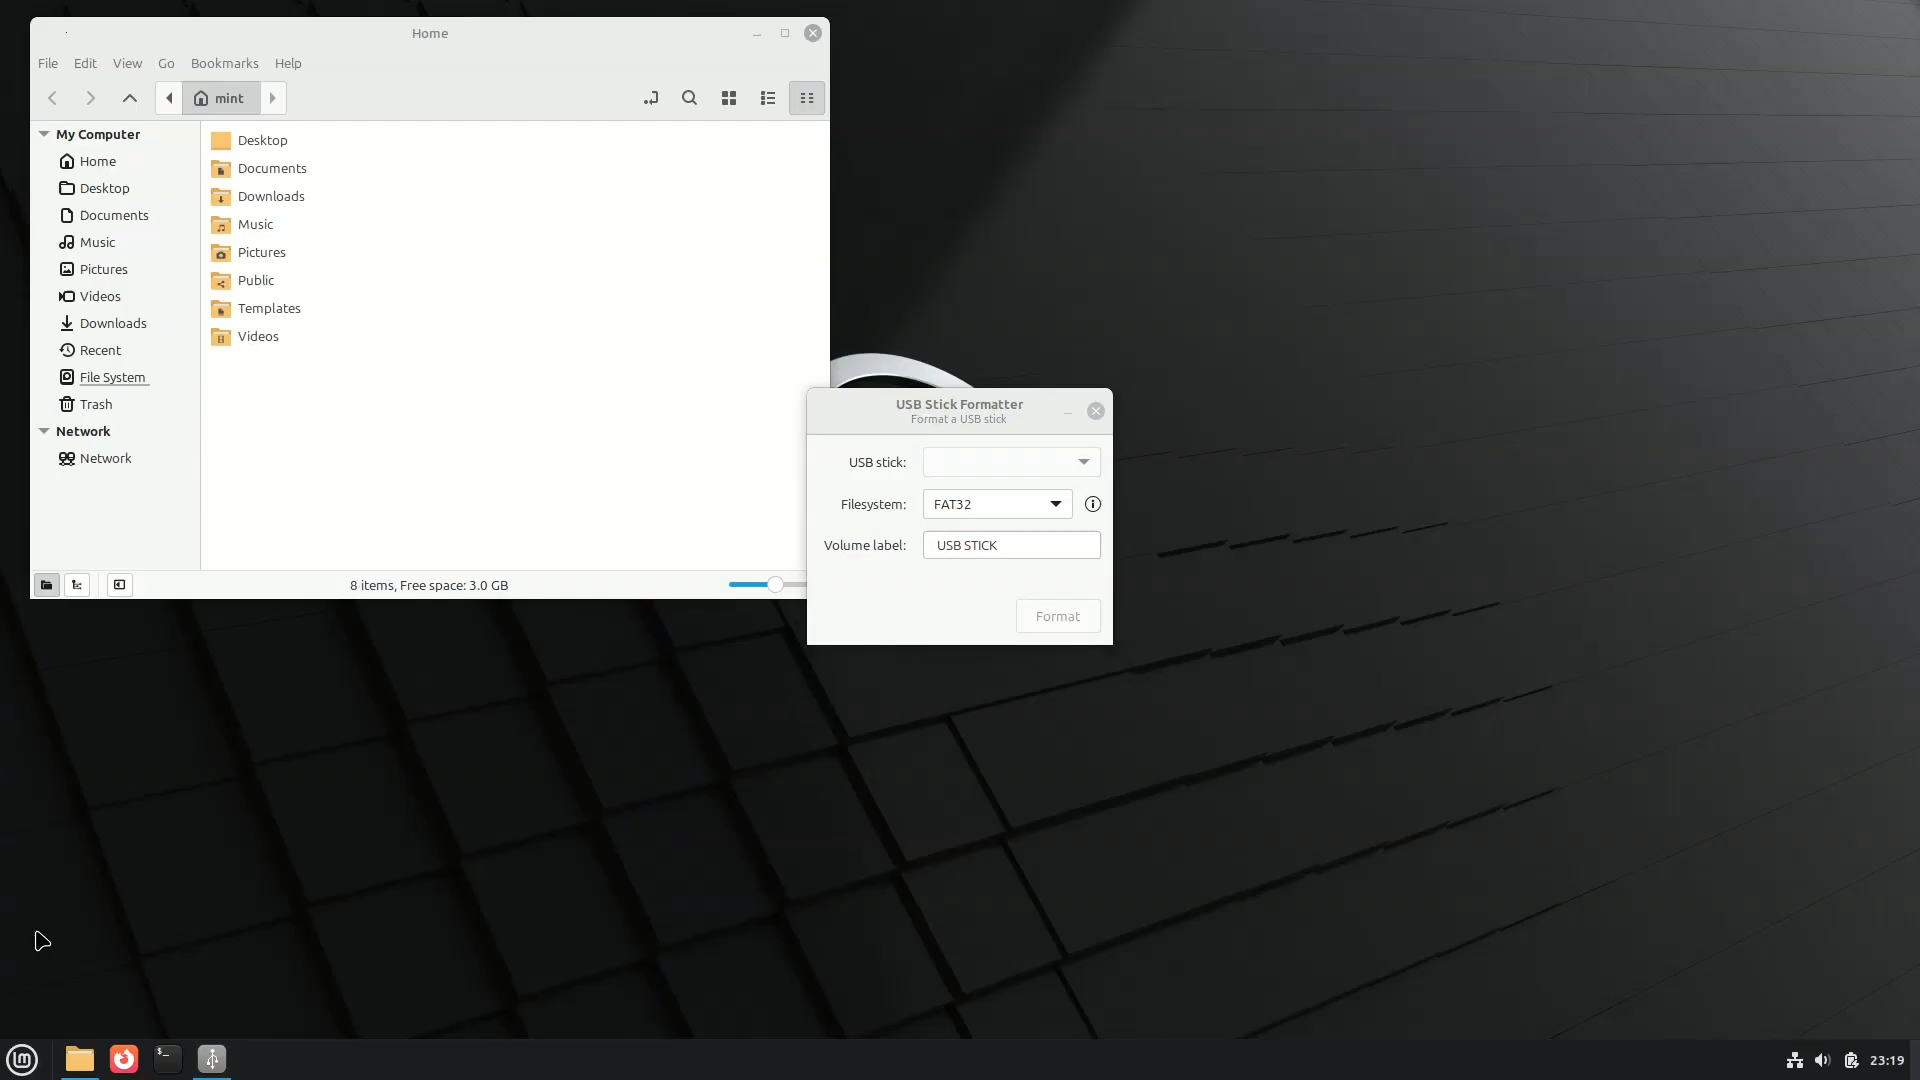 Home
File Edit View Go Bookmarks Help
mint
My Computer
Home
Desktop
Documents
Music
Pictures
Videos
Downloads
Recent
File System
Trash
Network
Network
Desktop
Documents
Downloads
Music
Pictures
Public
Templates
Videos
8 items, Free space: 3.0 GB
USB Stick Formatter
Format a USB stick
USB stick:
Filesystem: FAT32
Volume label: USB STICK
Format
$_
23:19